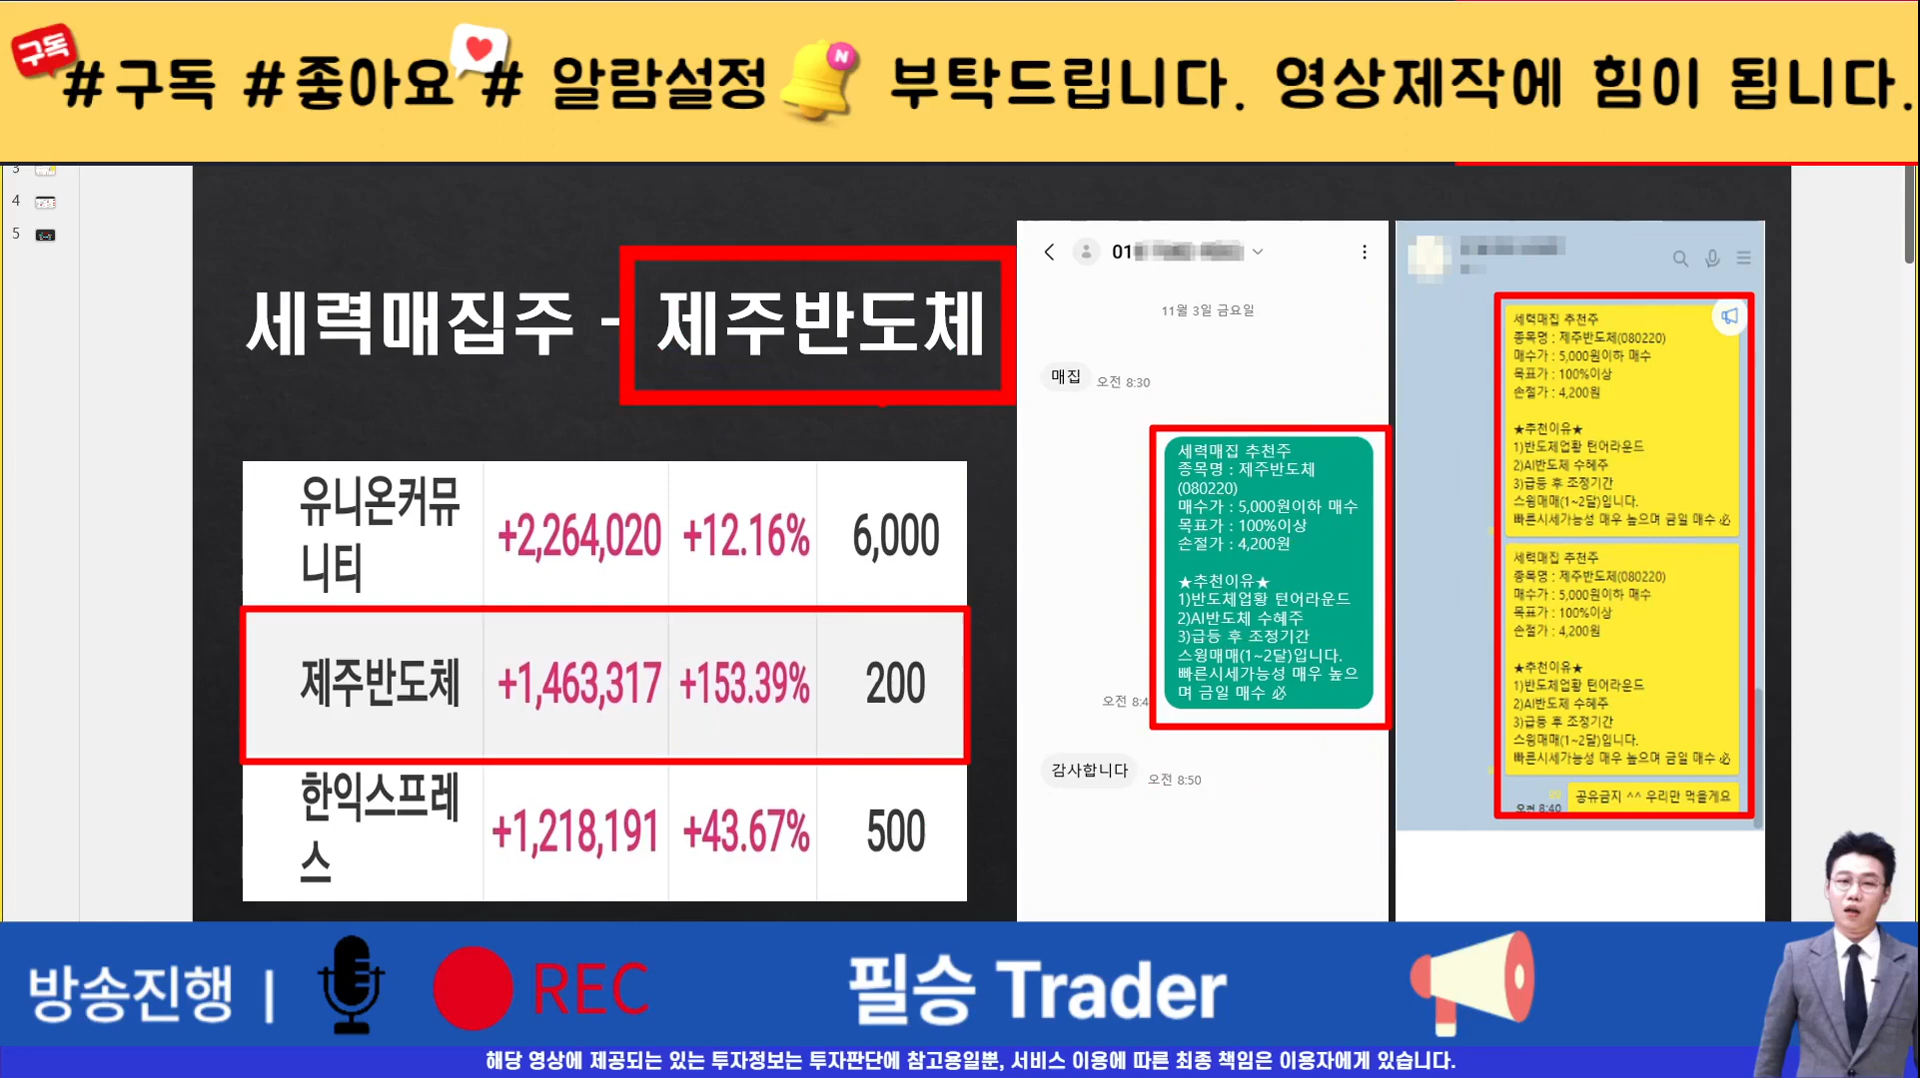 구독
#구독 #좋아요 # 알람설정 N 부탁드립니다. 영상제작에 힘이 됩니다.
3
4
5
세력매집주 - 제주반도체
유니온커뮤
니티
+2,264,020 +12.16% 6,000
제주반도체 +1,463,317 +153.39% 200
한익스프레
스
+1,218,191 +43.67% 500
01
11월 3일 금요일
매집 오전 8:30
세력매집 추천주
종목명 : 제주반도체
(080220)
매수가 : 5,000원이하 매수
목표가 : 100%이상
손절가 : 4,200원
★추천이유★
1)반도체업황 턴어라운드
2)AI반도체 수혜주
3)급등 후 조정기간
스윙매매(1~2달)입니다.
빠른시세가능성 매우 높으
며 금일 매수 必
오전 8:4
감사합니다 오전 8:50
세력매집 추천주
종목명 : 제주반도체(080220)
매수가 : 5,000원이하 매수
목표가 : 100%이상
손절가 : 4,200원
★추천이유★
1)반도체업황 턴어라운드
2)AI반도체 수혜주
3)급등 후 조정기간
스윙매매(1~2달)입니다.
빠른시세가능성 매우 높으며 금일 매수 必
세력매집 추천주
종목명 : 제주반도체(080220)
매수가 : 5,000원이하 매수
목표가 : 100%이상
손절가 : 4,200원
★추천이유★
1)반도체업황 턴어라운드
2)AI반도체 수혜주
3)급등 후 조정기간
스윙매매(1~2달)입니다.
빠른시세가능성 매우 높으며 금일 매수 必
오전 8:40 공유금지 ^^ 우리만 먹을게요
방송진행 | REC 필승 Trader
해당 영상에 제공되는 있는 투자정보는 투자판단에 참고용일뿐, 서비스 이용에 따른 최종 책임은 이용자에게 있습니다.